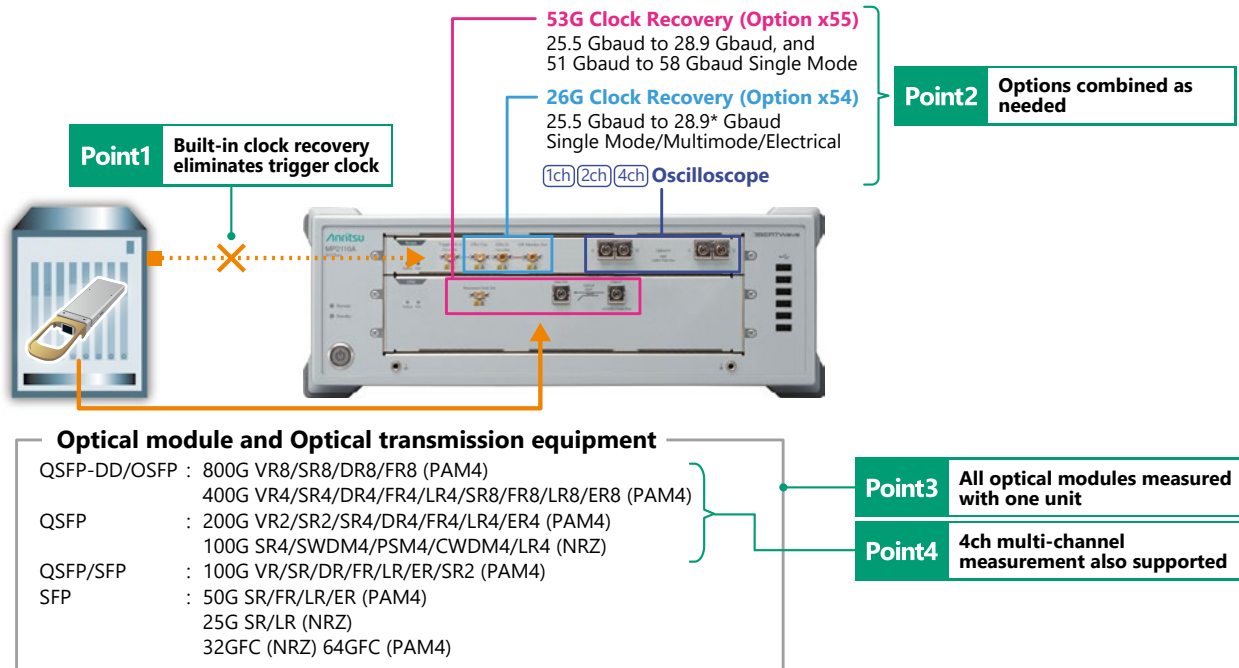 53G Clock Recovery (Option x55)
25.5 Gbaud to 28.9 Gbaud, and
51 Gbaud to 58 Gbaud Single Mode
26G Clock Recovery (Option x54)
25.5 Gbaud to 28.9* Gbaud
Single Mode/Multimode/Electrical
1ch 2ch 4ch Oscilloscope
Point2 Options combined as
needed
Point1 Built-in clock recovery
eliminates trigger clock
Anritsu
MP2110A
BERTWave
Optical module and Optical transmission equipment
QSFP-DD/OSFP : 800G VR8/SR8/DR8/FR8 (PAM4)
400G VR4/SR4/DR4/FR4/LR4/SR8/FR8/LR8/ER8 (PAM4)
QSFP : 200G VR2/SR2/SR4/DR4/FR4/LR4/ER4 (PAM4)
100G SR4/SWDM4/PSM4/CWDM4/LR4 (NRZ)
QSFP/SFP : 100G VR/SR/DR/FR/LR/ER/SR2 (PAM4)
SFP : 50G SR/FR/LR/ER (PAM4)
25G SR/LR (NRZ)
32GFC (NRZ) 64GFC (PAM4)
Point3 All optical modules measured
with one unit
Point4 4ch multi-channel
measurement also supported